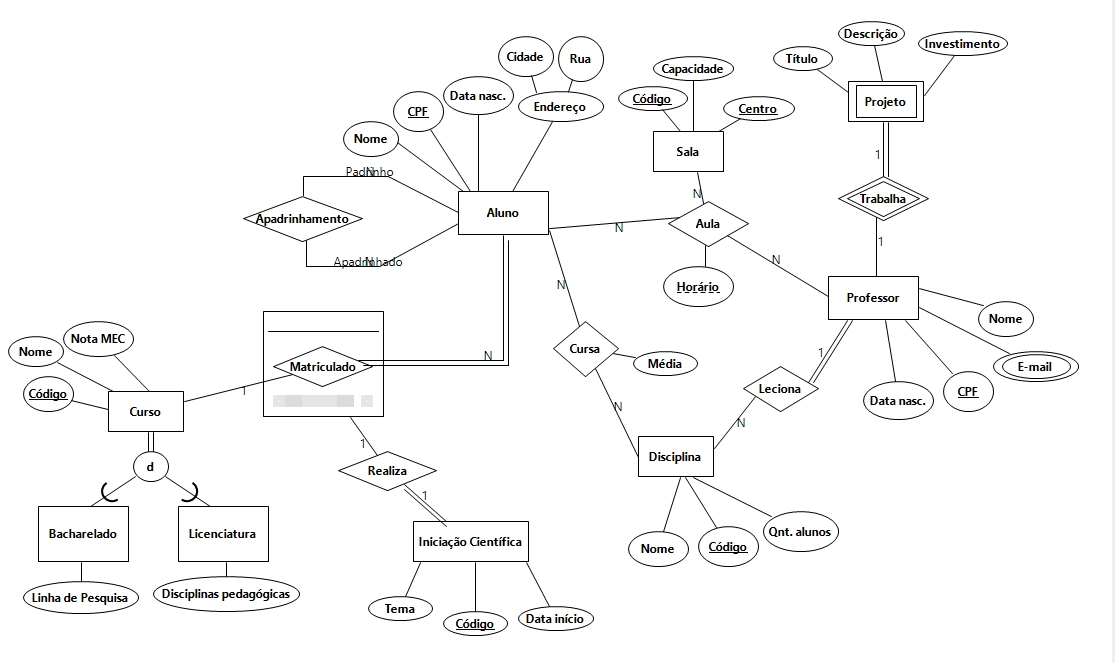 Descrição
Título
Investimento
Projeto
1
Trabalha
1
Cidade
Rua
Endereço
Data nasc.
CPF
Nome
Capacidade
Código
Centro
Sala
N
Aula
Horário
N
N
Padrinho
N
Apadrinhamento
Apadrinhado
N
Aluno
Professor
Nome
E-mail
CPF
Data nasc.
1
Leciona
N
N
Cursa
Média
N
Disciplina
Nome
Código
Qnt. alunos
N
Matriculado
1
Nota MEC
Nome
Código
Curso
d
Bacharelado
Licenciatura
Linha de Pesquisa
Disciplinas pedagógicas
1
Realiza
1
Iniciação Científica
Tema
Código
Data início